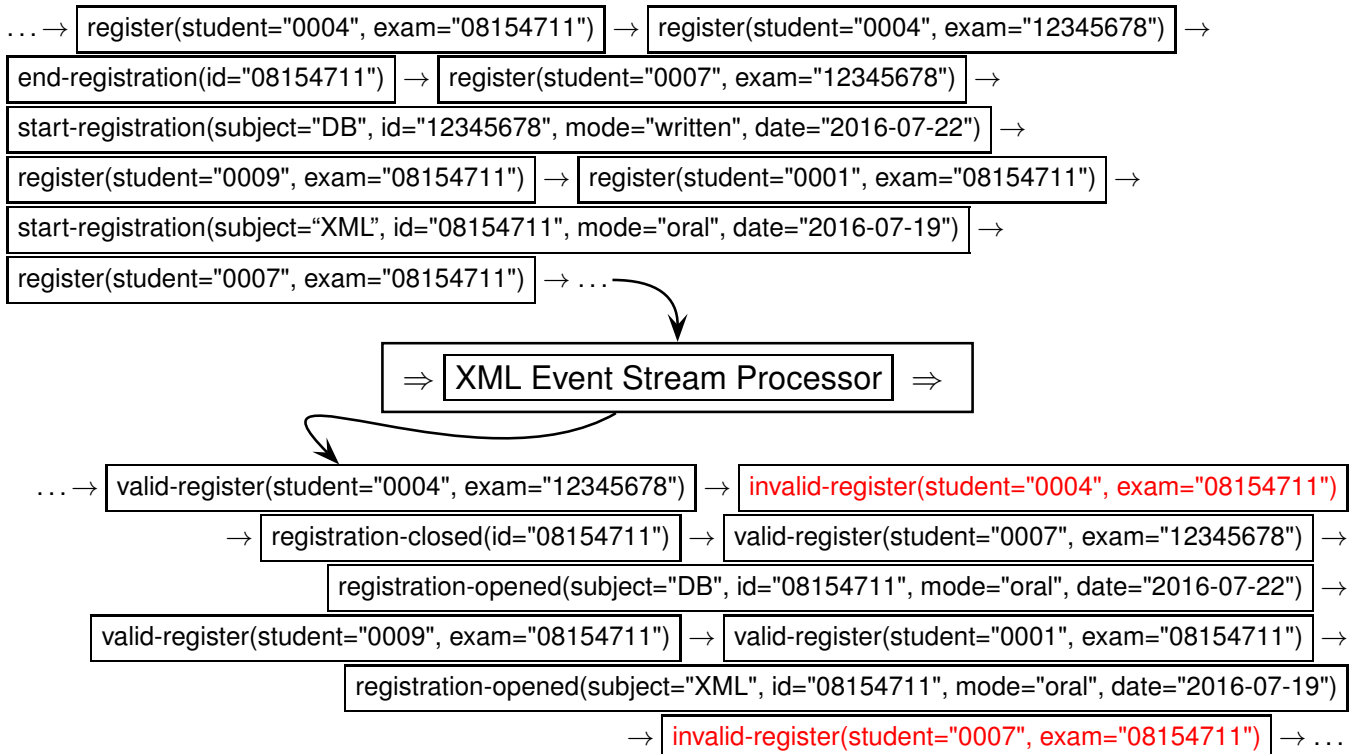 ...→ register(student="0004", exam="08154711") → register(student="0004", exam="12345678") →
end-registration(id="08154711") → register(student="0007", exam="12345678") →
start-registration(subject="DB", id="12345678", mode="written", date="2016-07-22") →
register(student="0009", exam="08154711") → register(student="0001", exam="08154711") →
start-registration(subject=“XML”, id="08154711", mode="oral", date="2016-07-19") →
register(student="0007", exam="08154711") → ...
⇒ XML Event Stream Processor ⇒
...→ valid-register(student="0004", exam="12345678") → invalid-register(student="0004", exam="08154711")
→ registration-closed(id="08154711") → valid-register(student="0007", exam="12345678") →
registration-opened(subject="DB", id="08154711", mode="oral", date="2016-07-22") →
valid-register(student="0009", exam="08154711") → valid-register(student="0001", exam="08154711") →
registration-opened(subject="XML", id="08154711", mode="oral", date="2016-07-19")
→ invalid-register(student="0007", exam="08154711") → ...